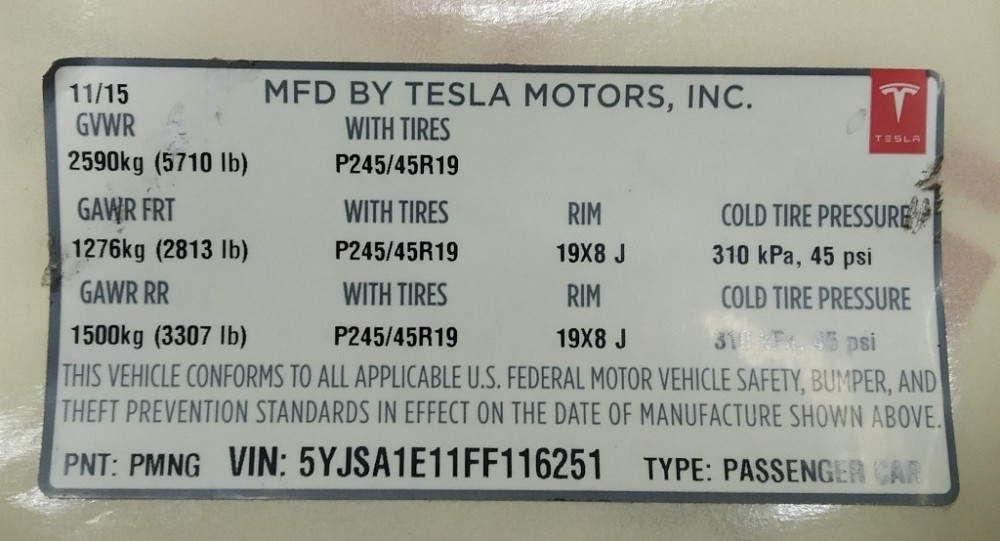 11/15 MFD BY TESLA MOTORS, INC.
TESLA
GVWR WITH TIRES
2590kg (5710 lb) P245/45R19
GAWR FRT WITH TIRES RIM COLD TIRE PRESSURE
1276kg (2813 lb) P245/45R19 19X8 J 310 kPa, 45 psi
GAWR RR WITH TIRES RIM COLD TIRE PRESSURE
1500kg (3307 lb) P245/45R19 19X8 J 310 kPa, 45 psi
THIS VEHICLE CONFORMS TO ALL APPLICABLE U.S. FEDERAL MOTOR VEHICLE SAFETY, BUMPER, AND
THEFT PREVENTION STANDARDS IN EFFECT ON THE DATE OF MANUFACTURE SHOWN ABOVE.
PNT: PMNG VIN: 5YJSA1E11FF116251 TYPE: PASSENGER CAR